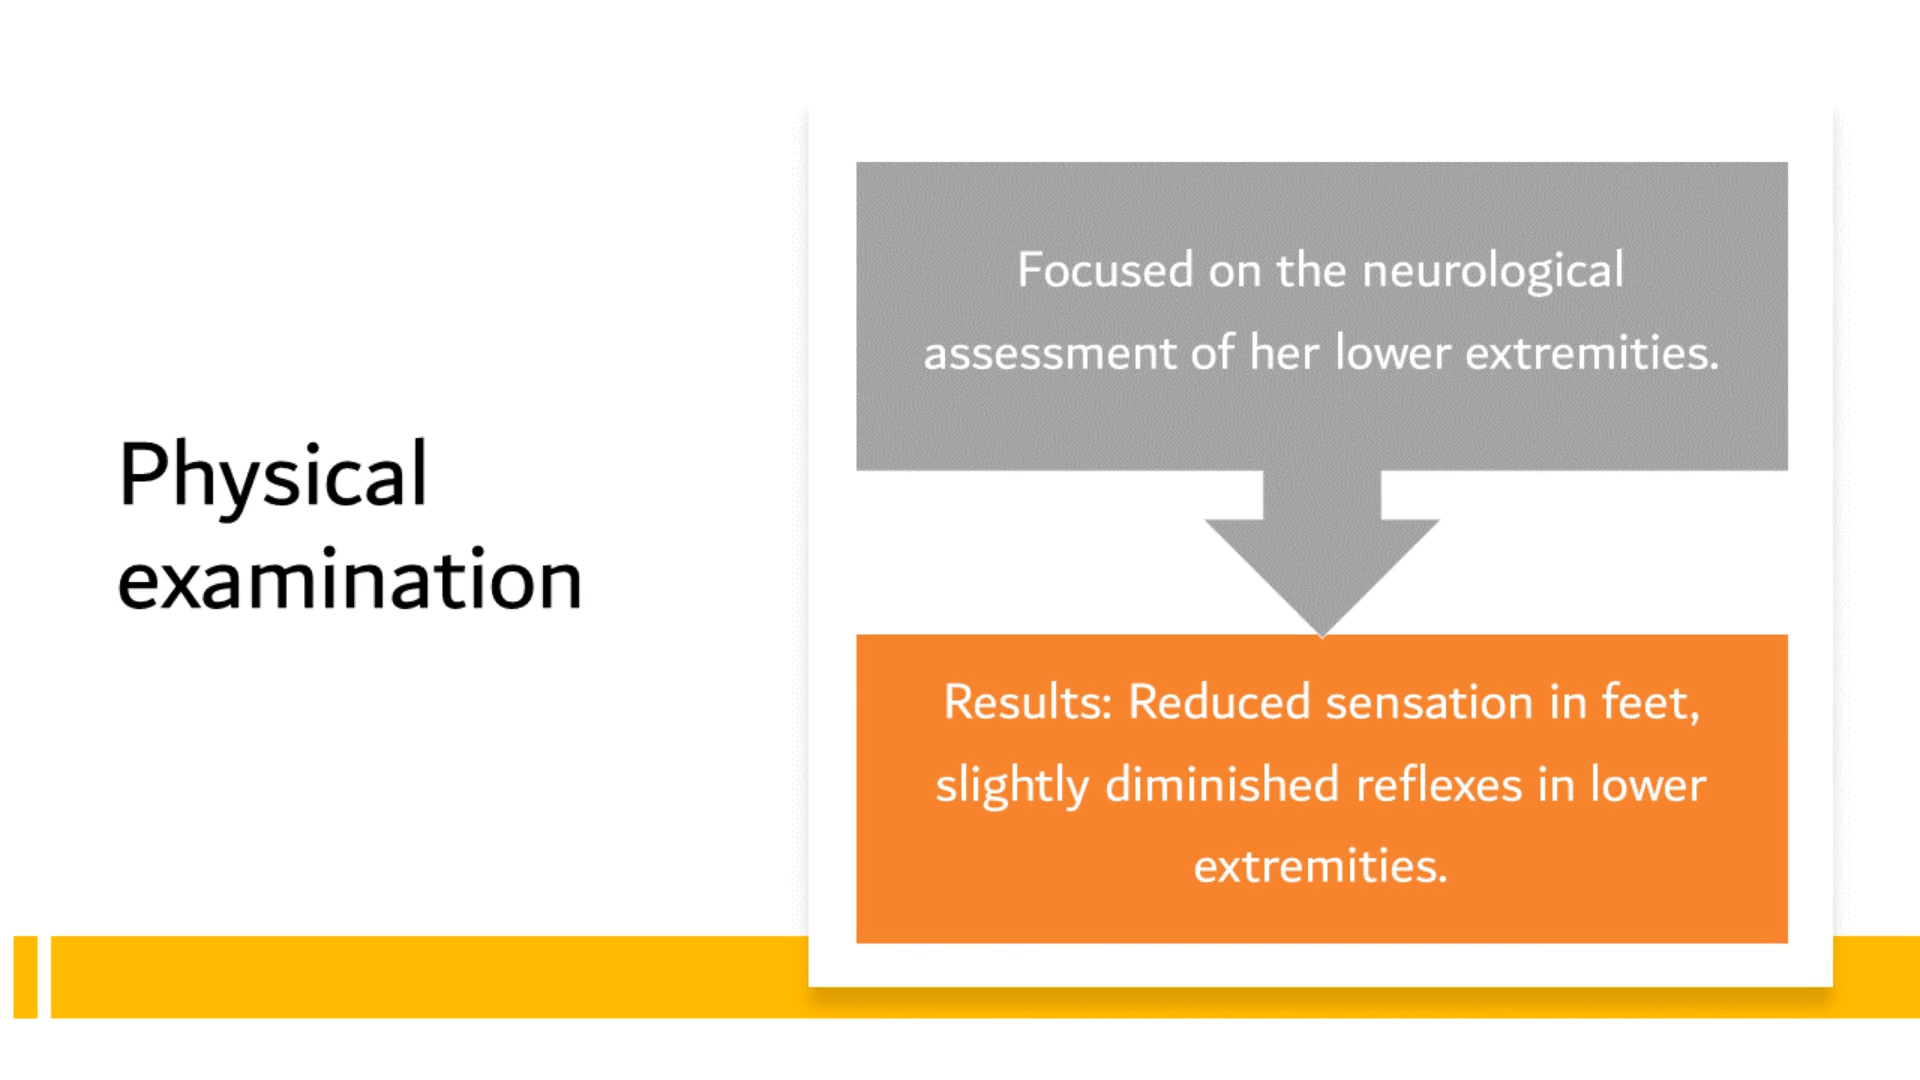 Physical
examination
Focused on the neurological
assessment of her lower extremities.
Results: Reduced sensation in feet,
slightly diminished reflexes in lower
extremities.